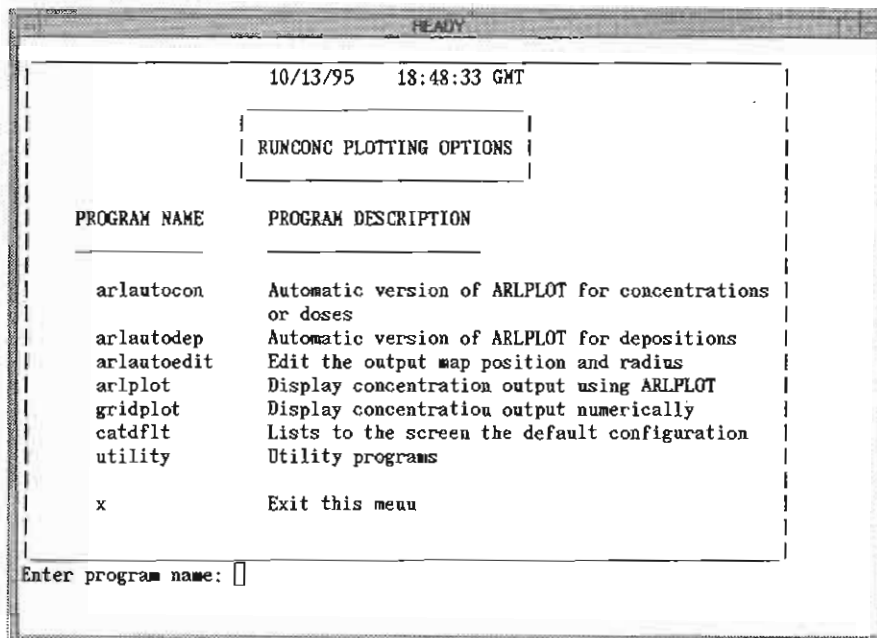 READY
10/13/95 18:48:33 GMT
RUNCONC PLOTTING OPTIONS
PROGRAM NAME PROGRAM DESCRIPTION
arlautocon Automatic version of ARLPLOT for concentrations
or doses
arlautodep Automatic version of ARLPLOT for depositions
arlautoedit Edit the output map position and radius
arlplot Display concentration output using ARLPLOT
gridplot Display concentration output numerically
catdflt Lists to the screen the default configuration
utility Utility programs
x Exit this menu
Enter program name: